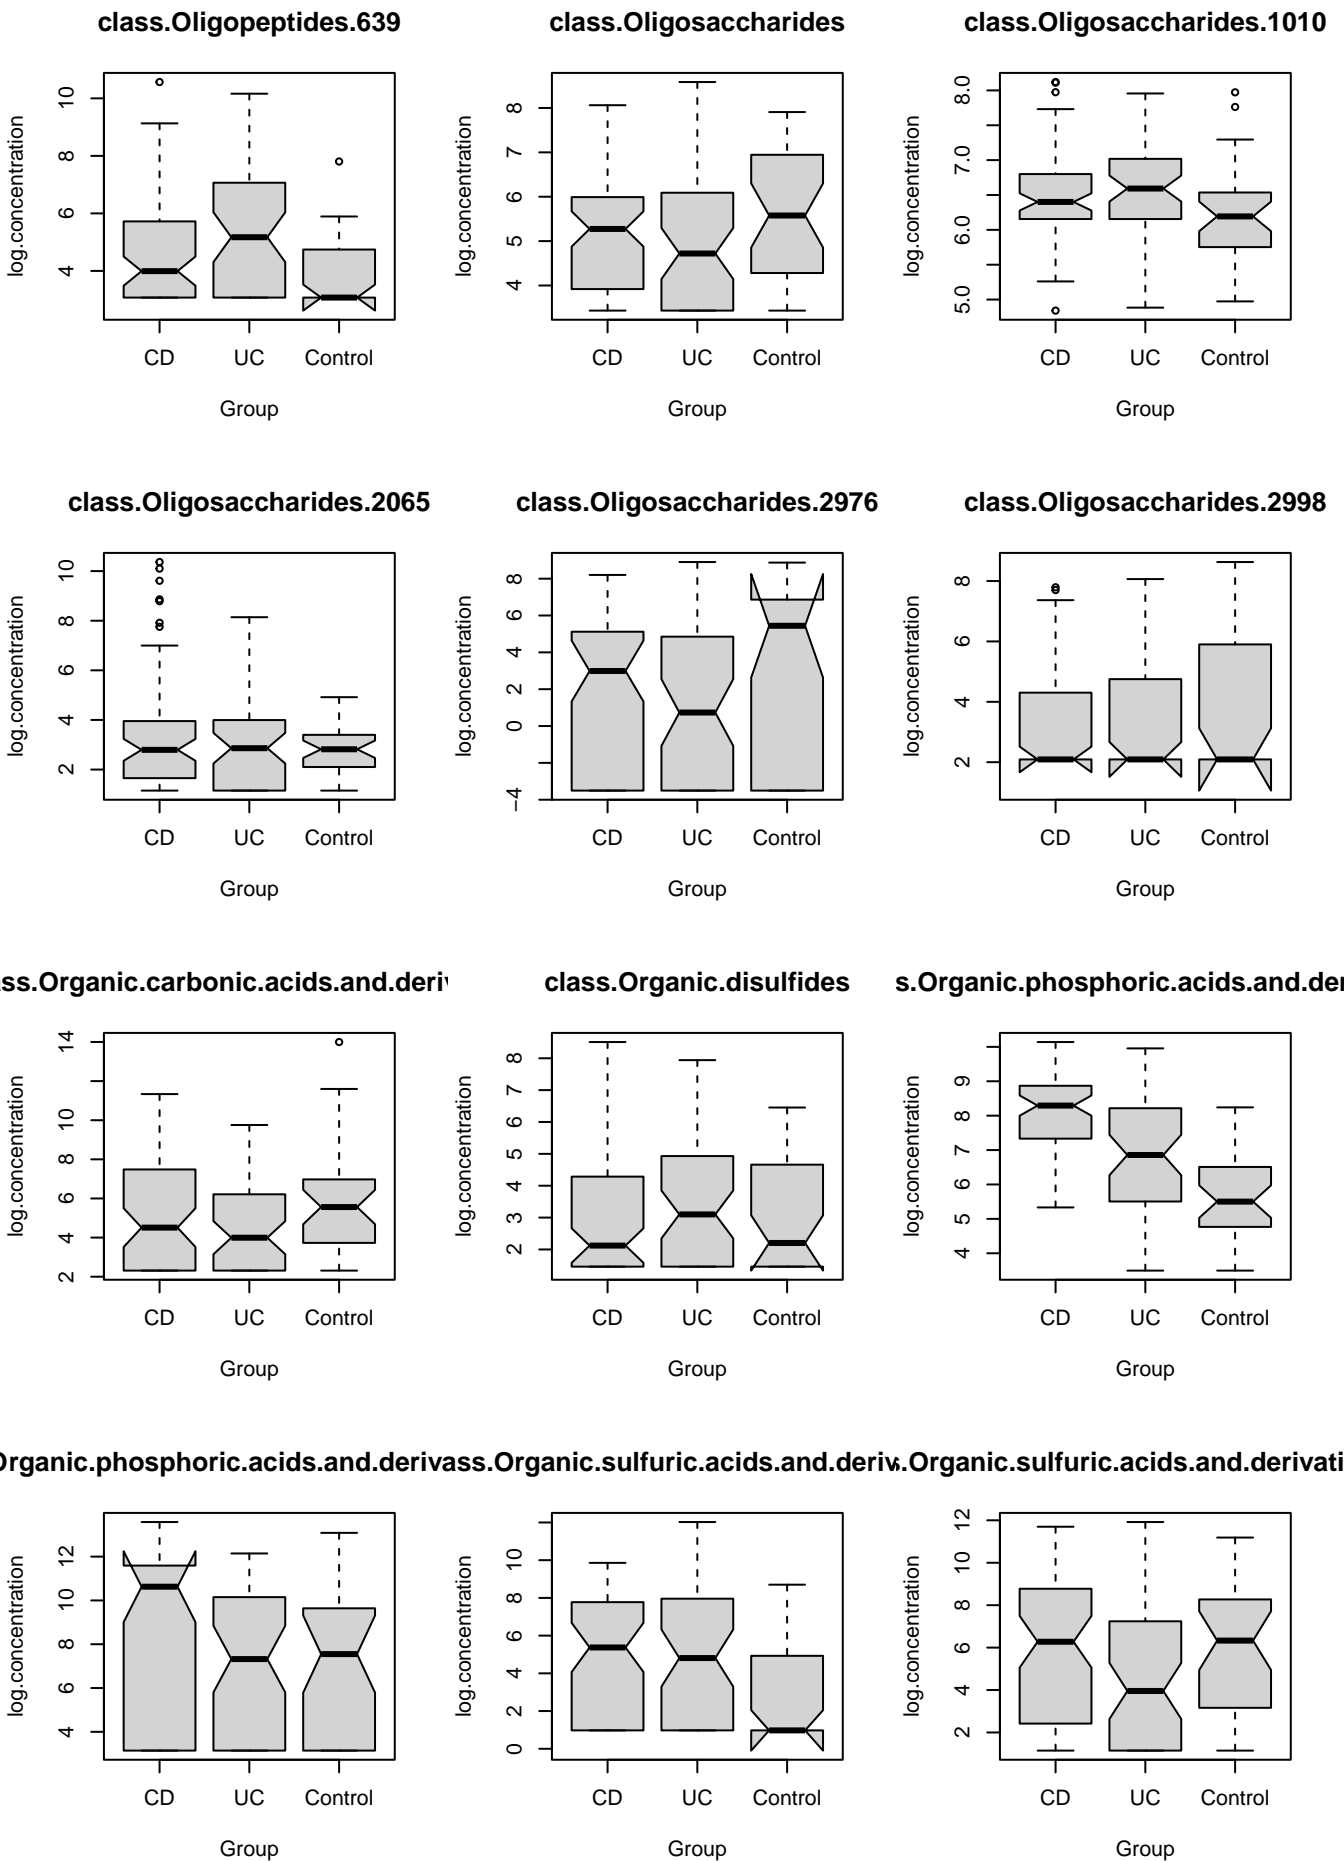 class.Oligopeptides.639
class.Oligosaccharides
class.Oligosaccharides.1010
log.concentration
10
8
6
4
CD
UC
Control
Group
log.concentration
8
7
6
5
4
CD
UC
Control
Group
log.concentration
8.0
7.0
6.0
5.0
CD
UC
Control
Group
class.Oligosaccharides.2065
class.Oligosaccharides.2976
class.Oligosaccharides.2998
log.concentration
10
8
6
4
2
CD
UC
Control
Group
log.concentration
8
6
4
2
0
−4
CD
UC
Control
Group
log.concentration
8
6
4
2
CD
UC
Control
Group
ss.Organic.carbonic.acids.and.deriv
class.Organic.disulfides
s.Organic.phosphoric.acids.and.der
log.concentration
14
10
8
6
4
2
CD
UC
Control
Group
log.concentration
8
7
6
5
4
3
2
CD
UC
Control
Group
log.concentration
9
8
7
6
5
4
CD
UC
Control
Group
Organic.phosphoric.acids.and.deriv
ass.Organic.sulfuric.acids.and.deriv
.Organic.sulfuric.acids.and.derivati
log.concentration
12
10
8
6
4
CD
UC
Control
Group
log.concentration
10
8
6
4
2
0
CD
UC
Control
Group
log.concentration
12
10
8
6
4
2
CD
UC
Control
Group